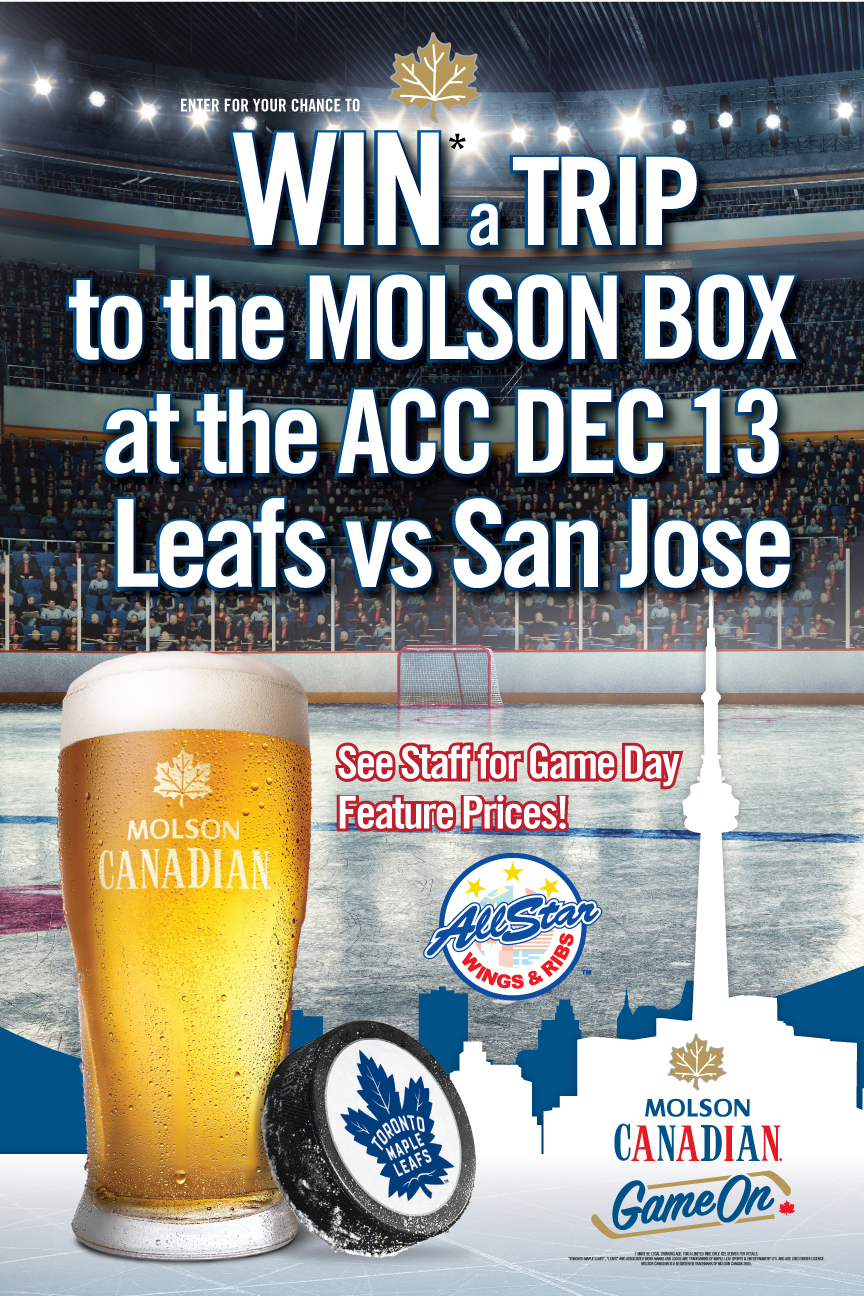 ENTER FOR YOUR CHANCE TO
WIN* a TRIP
to the MOLSON BOX
at the ACC DEC 13
Leafs vs San Jose
See Staff for Game Day
Feature Prices!
MOLSON
CANADIAN
AllStar
WINGS & RIBS
TM
TORONTO
MAPLE
LEAFS
MOLSON
CANADIAN
GameOn